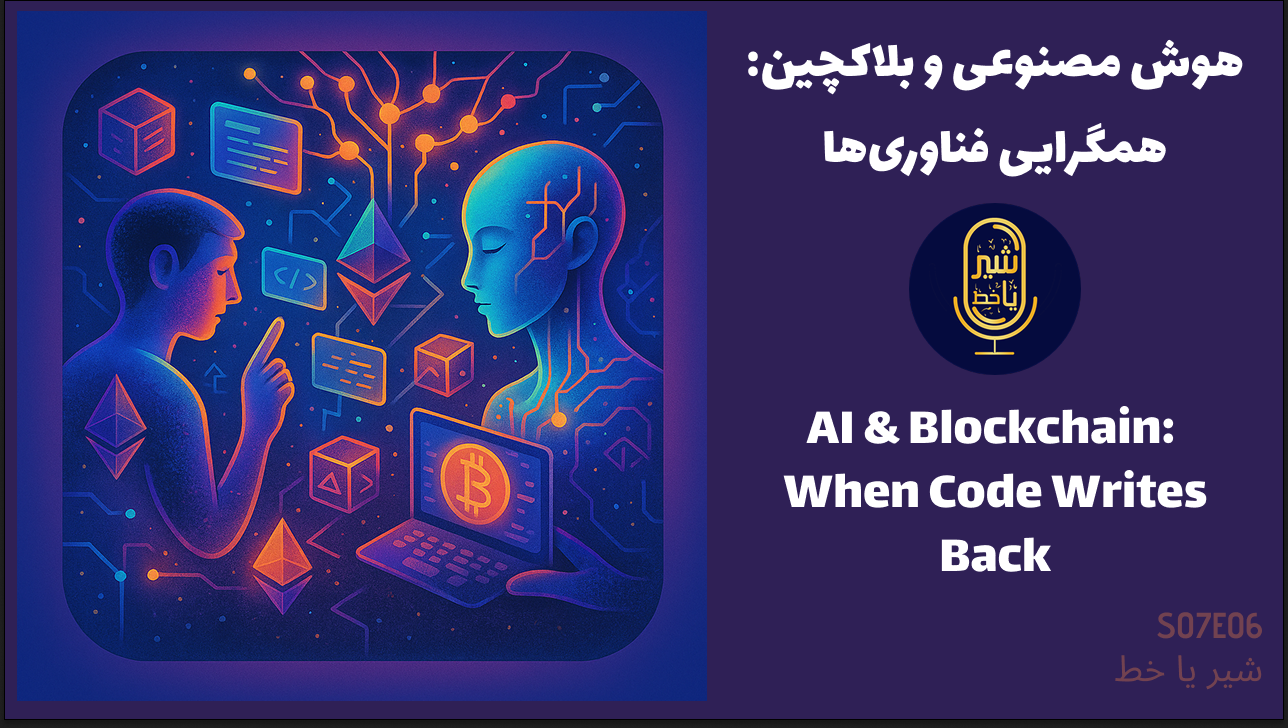 هوش مصنوعی و بلاکچین:
همگرایی فناوری‌ها
شیر
یا خط
AI & Blockchain:
When Code Writes
Back
S07E06
شیر یا خط